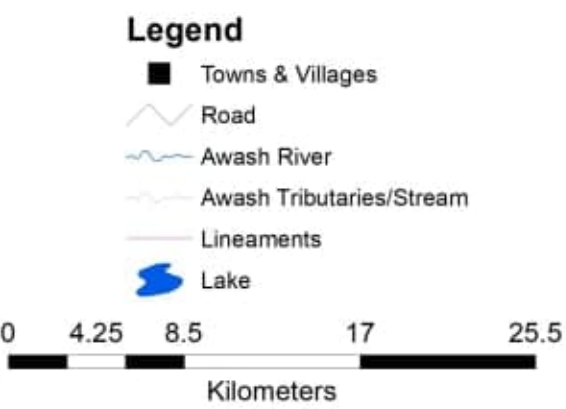 Legend
Towns & Villages
Road
Awash River
Awash Tributaries/Stream
Lineaments
Lake
0 4.25 8.5 17 25.5
Kilometers